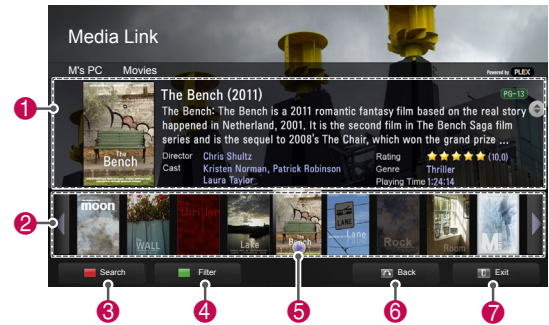 Media Link
M's PC Movies
Powered by PLEX
The Bench (2011)
PG-13
The Bench: The Bench is a 2011 romantic fantasy film based on the real story
happened in Netherland, 2001. It is the second film in The Bench Saga film
series and is the sequel to 2008's The Chair, which won the grand prize ...
Director Chris Shultz
Cast Kristen Norman, Patrick Robinson
Laura Taylor
Rating (10.0)
Genre Thriller
Playing Time 1:24:14
The
Bench
1
2
moon
WALL
thriller
Lake
The
Bench
LANE
Lane
Rock
Room
M
Search
Filter
Back
Exit
3
4
5
6
7